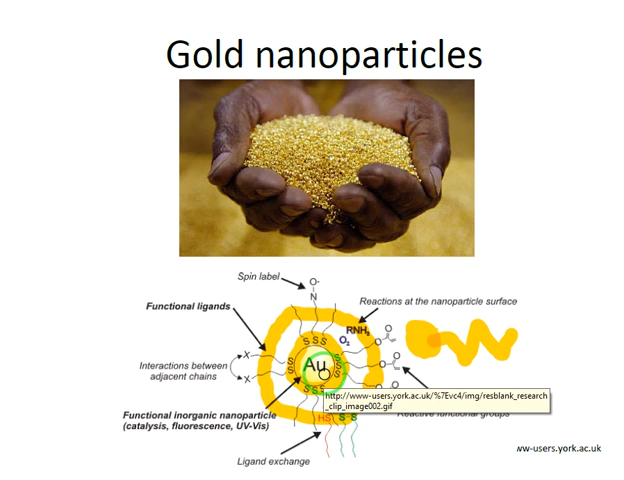 Gold nanoparticles
Spin label
O·
N
Functional ligands
Reactions at the nanoparticle surface
RNH₂
O₂
S S S
O
X
Interactions between
adjacent chains
X
S
S
S
Au
S
S
S
O
O
http://www-users.york.ac.uk/%7Evc4/img/resblank_research
_clip_image002.gif
Functional inorganic nanoparticle
(catalysis, fluorescence, UV-Vis)
S S S
HS S S
Reactive functional groups
Ligand exchange
ww-users.york.ac.uk